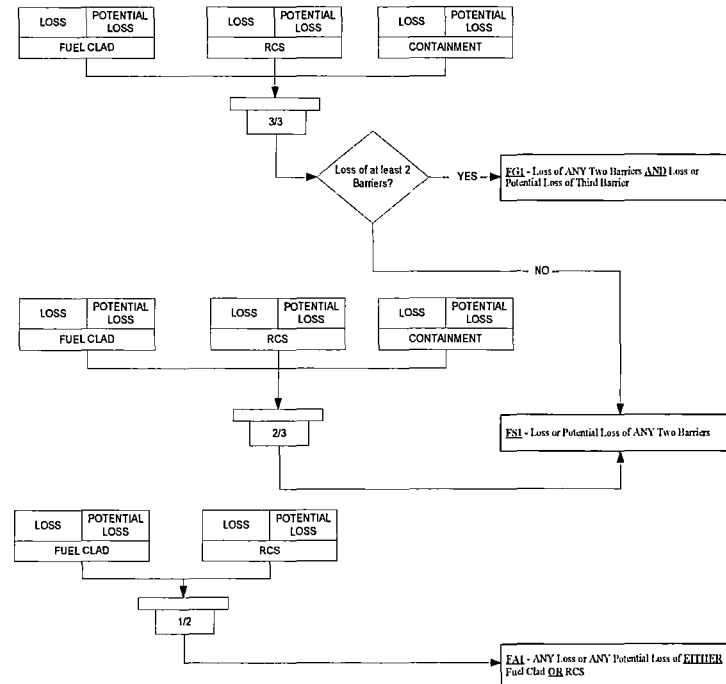 LOSS
POTENTIAL
LOSS
FUEL CLAD
LOSS
POTENTIAL
LOSS
RCS
LOSS
POTENTIAL
LOSS
CONTAINMENT
3/3
Loss of at least 2
Barriers?
YES
FG1 - Loss of ANY Two Barriers AND Loss or
Potential Loss of Third Barrier
NO
LOSS
POTENTIAL
LOSS
FUEL CLAD
LOSS
POTENTIAL
LOSS
RCS
LOSS
POTENTIAL
LOSS
CONTAINMENT
2/3
FS1 - Loss or Potential Loss of ANY Two Barriers
LOSS
POTENTIAL
LOSS
FUEL CLAD
LOSS
POTENTIAL
LOSS
RCS
1/2
FA1 - ANY Loss or ANY Potential Loss of EITHER
Fuel Clad OR RCS